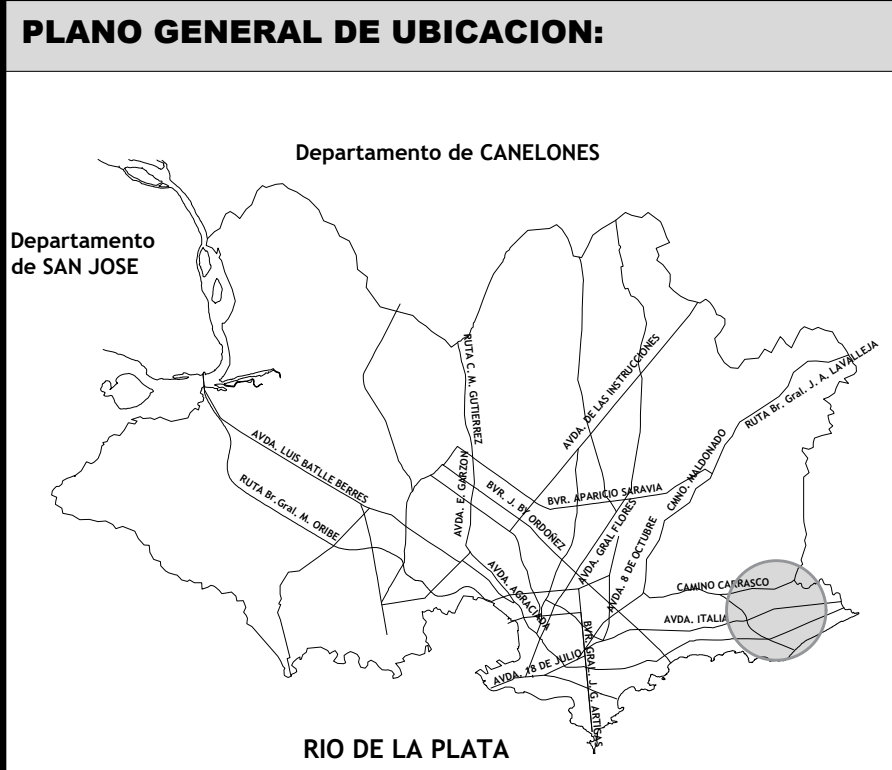 PLANO GENERAL DE UBICACION:
Departamento de CANELONES
Departamento
de SAN JOSE
RUTA C. M. GUTIERREZ
AVDA. DE LAS INSTRUCCIONES
RUTA Br. Gral. J. A. LAVALLEJA
AVDA. LUIS BATLLE BERRES
AVDA. E. GARZON
BVR. J. BY ORDOÑEZ
BVR. APARICIO SARAVIA
CMNO. MALDONADO
RUTA Br.Gral. M. ORIBE
AVDA. GRAL FLORES
AVDA. 8 DE OCTUBRE
AVDA. AGRACIADA
CAMINO CARRASCO
AVDA. ITALIA
BVR. GRAL. J. G. ARTIGAS
AVDA. 18 DE JULIO
RIO DE LA PLATA